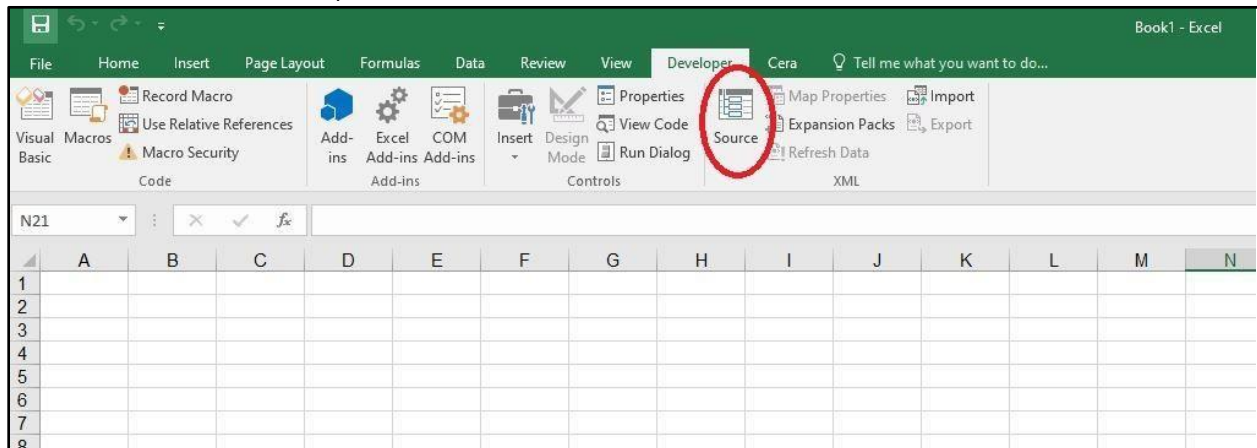 Book1 - Excel
File Home Insert Page Layout Formulas Data Review View Developer Cera Tell me what you want to do...
Record Macro Properties Map Properties Import
Use Relative References View Code Expansion Packs Export
Macro Security Run Dialog Refresh Data
Visual Basic Macros Add-ins Excel Add-ins COM Add-ins Insert Design Mode Source
Code Add-ins Controls XML
N21 fx
A B C D E F G H I J K L M N
1
2
3
4
5
6
7
8